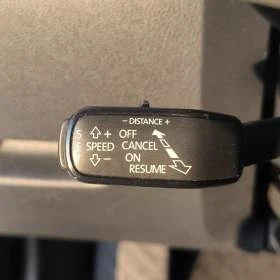 − DISTANCE +
S + OFF
E SPEED CANCEL
T − ON
RESUME